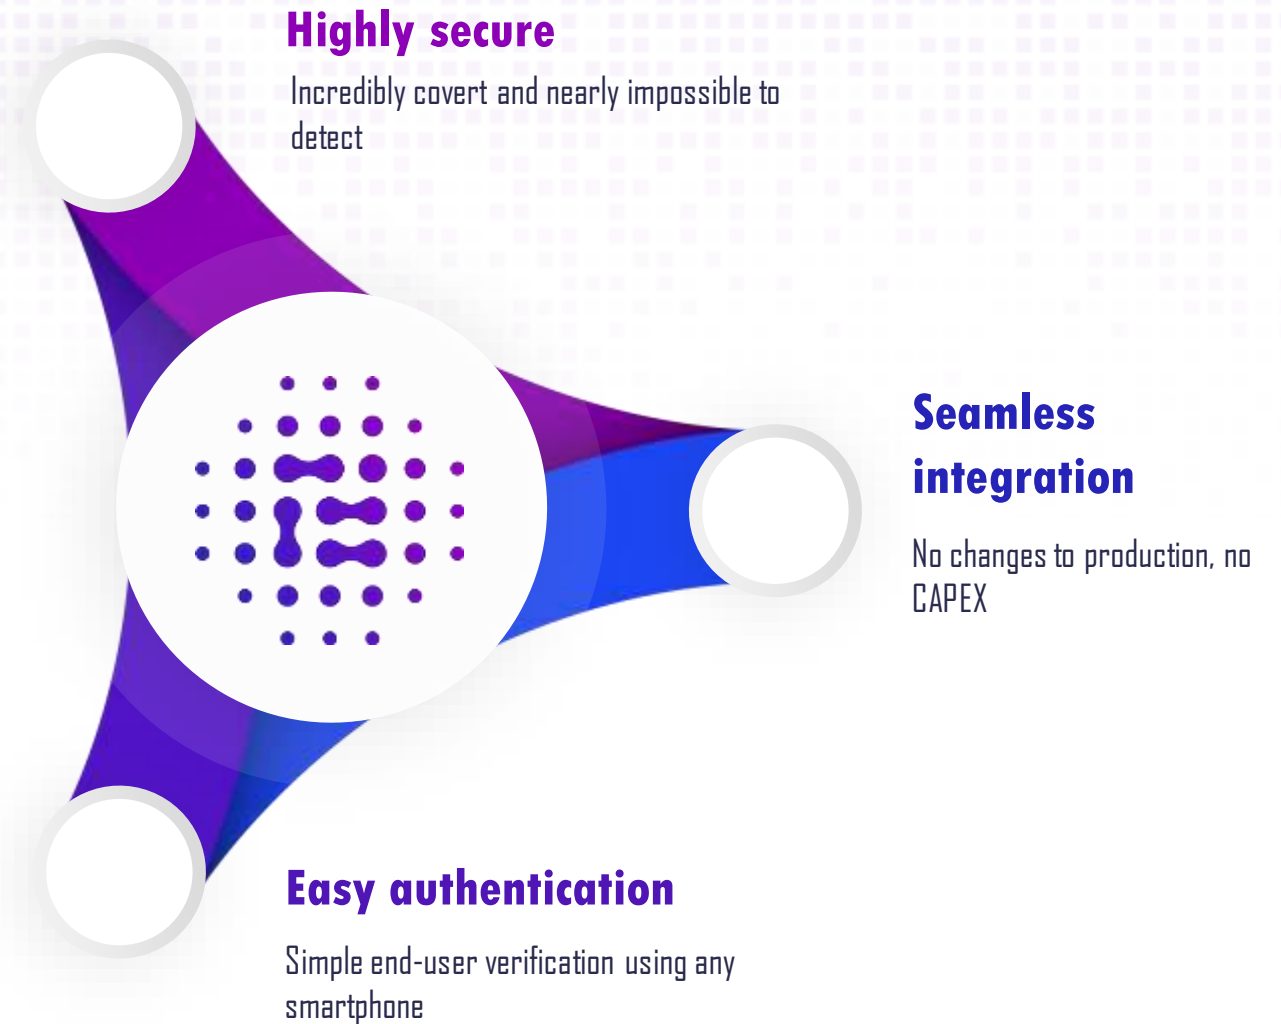 Highly secure
Incredibly covert and nearly impossible to
detect
Seamless
integration
No changes to production, no
CAPEX
Easy authentication
Simple end-user verification using any
smartphone